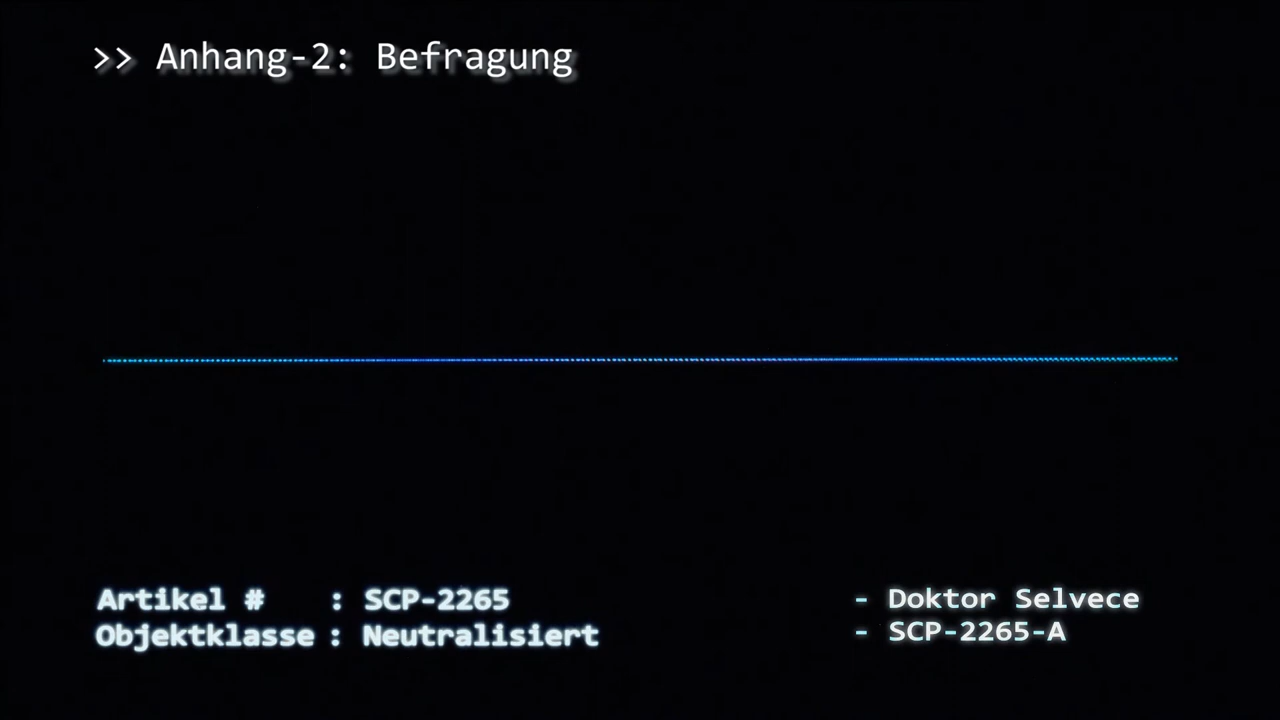 >> Anhang-2: Befragung
Artikel # : SCP-2265
Objektklasse : Neutralisiert
- Doktor Selvece
- SCP-2265-A